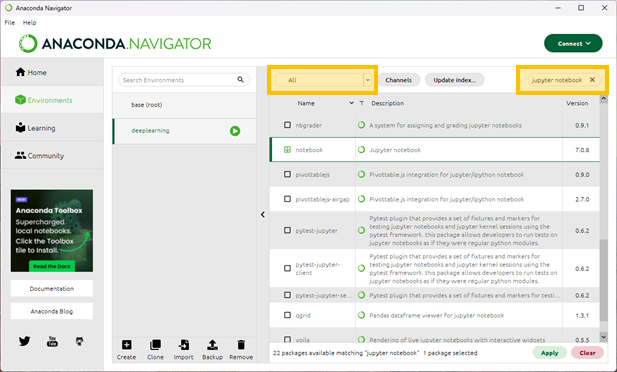 Anaconda Navigator
File Help
ANACONDA.NAVIGATOR
Connect
Home
Environments
Learning
Community
NEW
Anaconda Toolbox
Supercharged
local notebooks.
Click the Toolbox
tile to Install.
Read the Docs
Documentation
Anaconda Blog
You Tube
Search Environments
base (root)
deeplearning
Create Clone Import Backup Remove
All Channels Update index... jupyter notebook
Name T Description Version
nbgrader A system for assigning and grading jupyter notebooks 0.9.1
notebook Jupyter notebook 7.0.8
pivottablejs Pivottable.js integration for jupyter/ipython notebook 0.9.0
pivottablejs-airgap Pivottable.js integration for jupyter/ipython notebook 2.7.0
pytest-jupyter Pytest plugin that provides a set of fixtures and markers for
testing jupyter notebooks and jupyter kernel sessions using the
pytest framework. this package allows developers to run tests on
jupyter notebooks as if they were regular python modules. 0.6.2
pytest-jupyter-
client Pytest plugin that provides a set of fixtures and markers for
testing jupyter notebooks and jupyter kernel sessions using the
pytest framework. this package allows developers to run tests on
jupyter notebooks as if they were regular python modules. 0.6.2
pytest-jupyter-se... Pytest plugin that provides a set of fixtures and markers for testi... 0.6.2
qgrid Pandas dataframe viewer for jupyter notebook 1.3.1
voila Rendering of live jupyter notebooks with interactive widgets 0.5.5
22 packages available matching "jupyter notebook" 1 package selected
Apply Clear